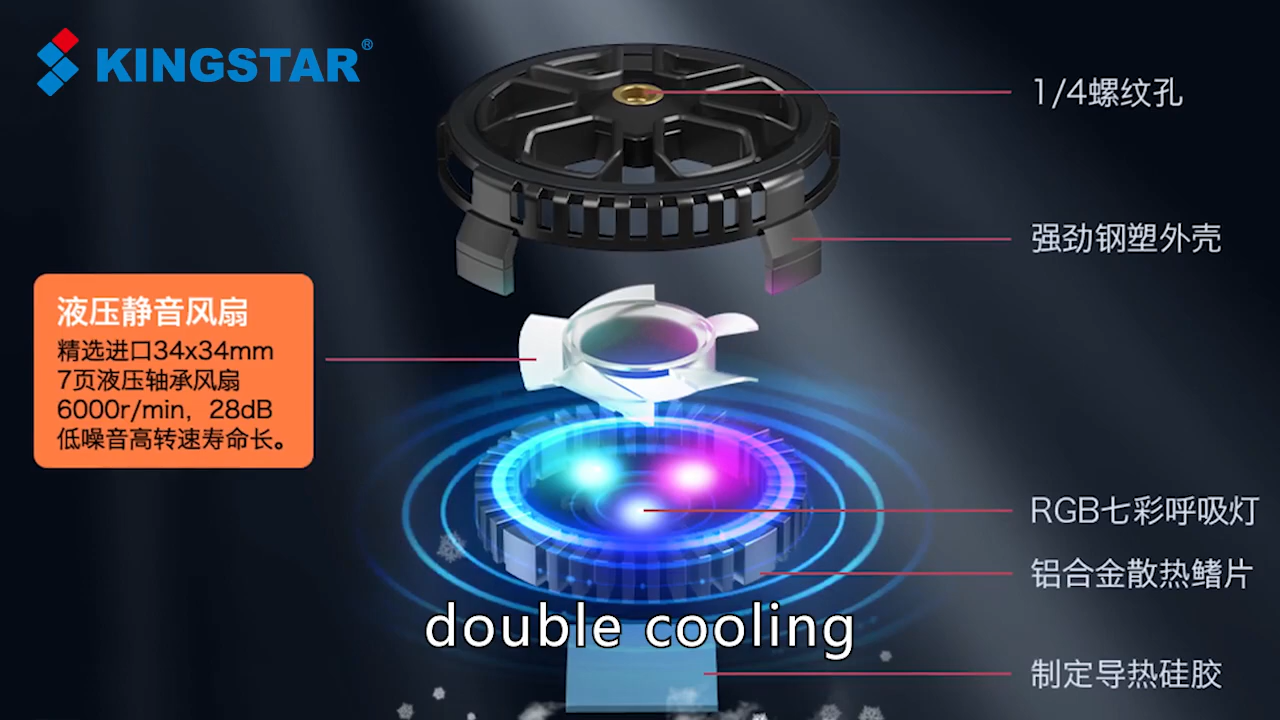 KINGSTAR®
1/4螺纹孔
强劲钢塑外壳
液压静音风扇
精选进口34x34mm
7页液压轴承风扇
6000r/min，28dB
低噪音高转速寿命长。
RGB七彩呼吸灯
铝合金散热鳍片
double cooling
制定导热硅胶